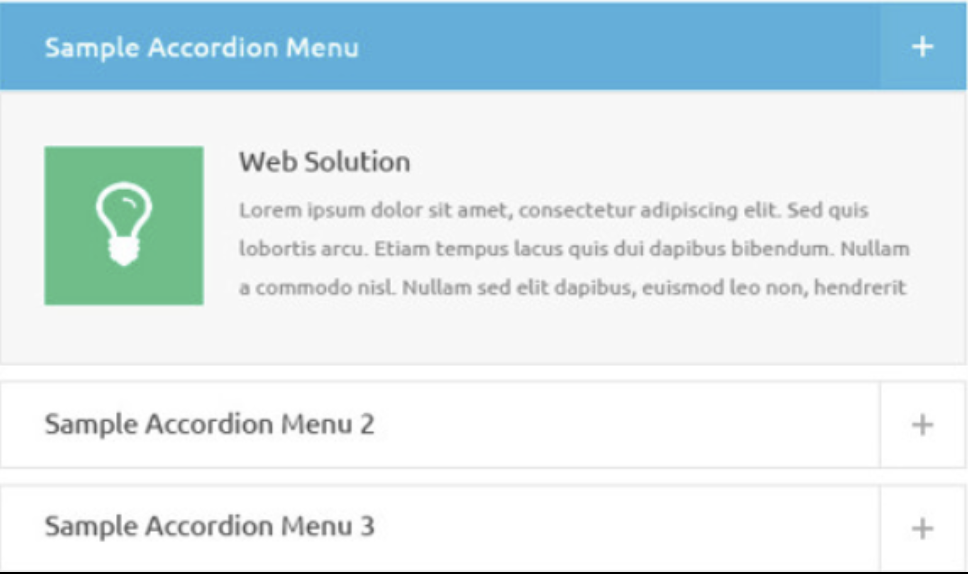 Sample Accordion Menu +
Web Solution
Lorem ipsum dolor sit amet, consectetur adipiscing elit. Sed quis
lobortis arcu. Etiam tempus lacus quis dui dapibus bibendum. Nullam
a commodo nisl. Nullam sed elit dapibus, euismod leo non, hendrerit
Sample Accordion Menu 2 +
Sample Accordion Menu 3 +